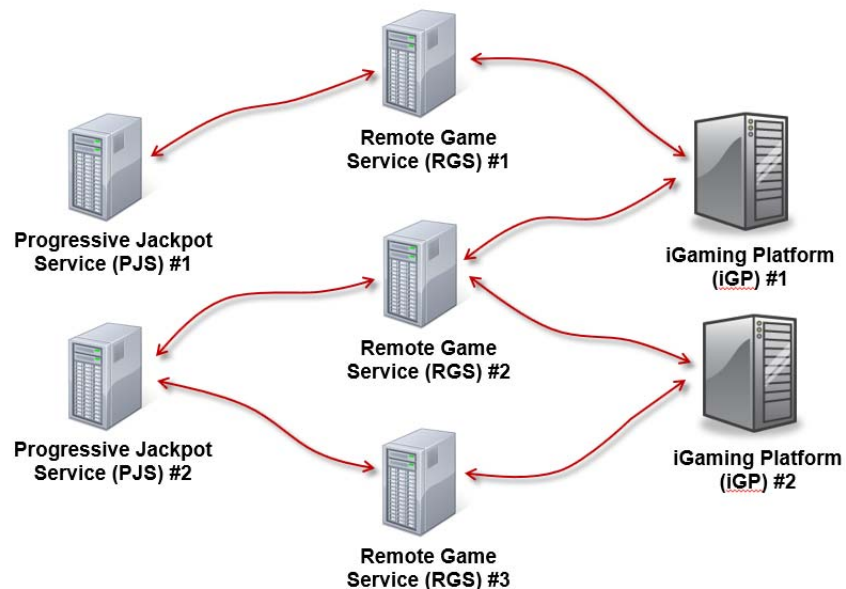 Remote Game
Service (RGS) #1
Progressive Jackpot
Service (PJS) #1
iGaming Platform
(iGP) #1
Remote Game
Service (RGS) #2
Progressive Jackpot
Service (PJS) #2
iGaming Platform
(iGP) #2
Remote Game
Service (RGS) #3